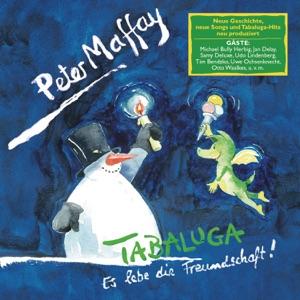 Neue Geschichte,
neue Songs und Tabaluga-Hits
neu produziert
GÄSTE:
Michael Bully Herbig, Jan Delay,
Samy Deluxe, Udo Lindenberg,
Tim Bendzko, Uwe Ochsenknecht,
Otto Waalkes, u. v. m.
Peter Maffay
TABALUGA
Es lebe die Freundschaft!